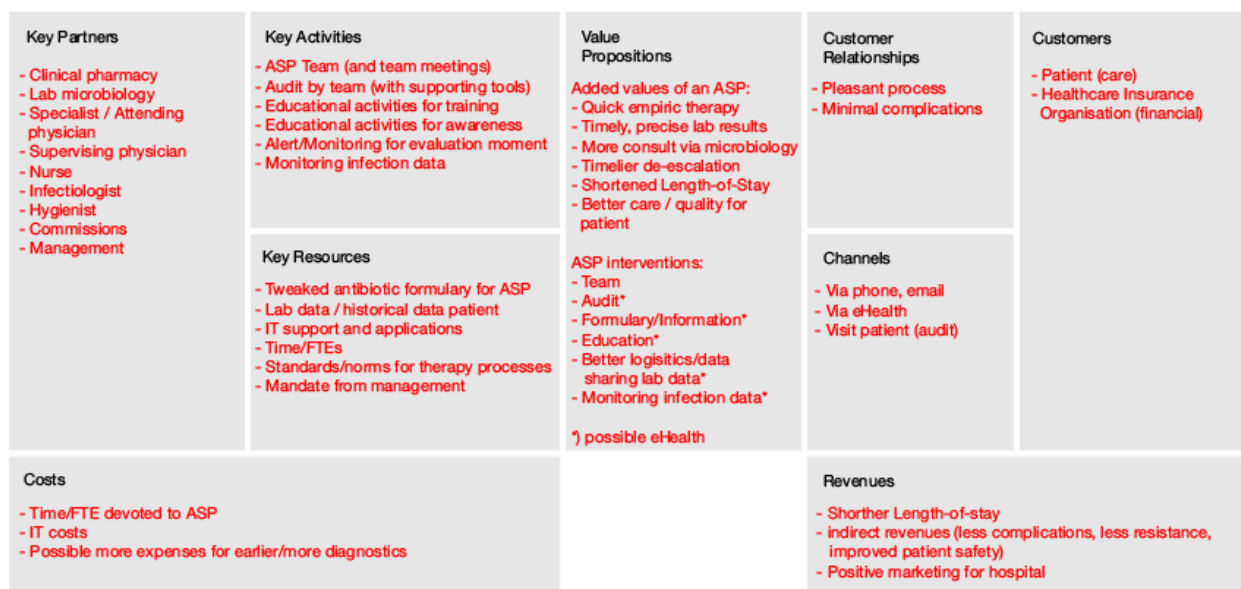 Key Partners
- Clinical pharmacy
- Lab microbiology
- Specialist / Attending
physician
- Supervising physician
- Nurse
- Infectiologist
- Hygienist
- Commissions
- Management
Key Activities
- ASP Team (and team meetings)
- Audit by team (with supporting tools)
- Educational activities for training
- Educational activities for awareness
- Alert/Monitoring for evaluation moment
- Monitoring infection data
Key Resources
- Tweaked antibiotic formulary for ASP
- Lab data / historical data patient
- IT support and applications
- Time/FTEs
- Standards/norms for therapy processes
- Mandate from management
Value
Propositions
Added values of an ASP:
- Quick empiric therapy
- Timely, precise lab results
- More consult via microbiology
- Timelier de-escalation
- Shortened Length-of-Stay
- Better care / quality for
patient
ASP interventions:
- Team
- Audit*
- Formulary/Information*
- Education*
- Better logisitics/data
sharing lab data*
- Monitoring infection data*
*) possible eHealth
Customer
Relationships
- Pleasant process
- Minimal complications
Channels
- Via phone, email
- Via eHealth
- Visit patient (audit)
Customers
- Patient (care)
- Healthcare Insurance
Organisation (financial)
Costs
- Time/FTE devoted to ASP
- IT costs
- Possible more expenses for earlier/more diagnostics
Revenues
- Shorther Length-of-stay
- indirect revenues (less complications, less resistance,
improved patient safety)
- Positive marketing for hospital